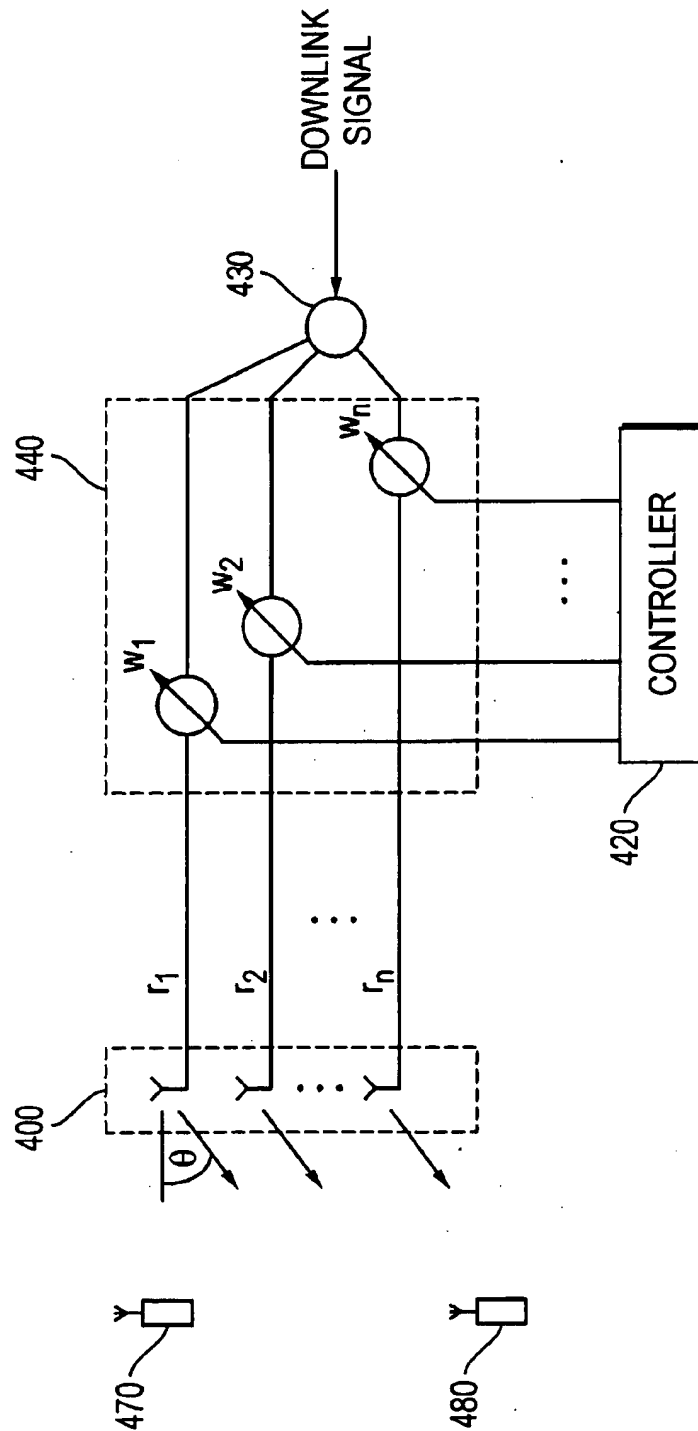 440
430
DOWNLINK
SIGNAL
400
r1
w1
θ
r2
w2
...
...
rn
wn
470
...
480
420
CONTROLLER